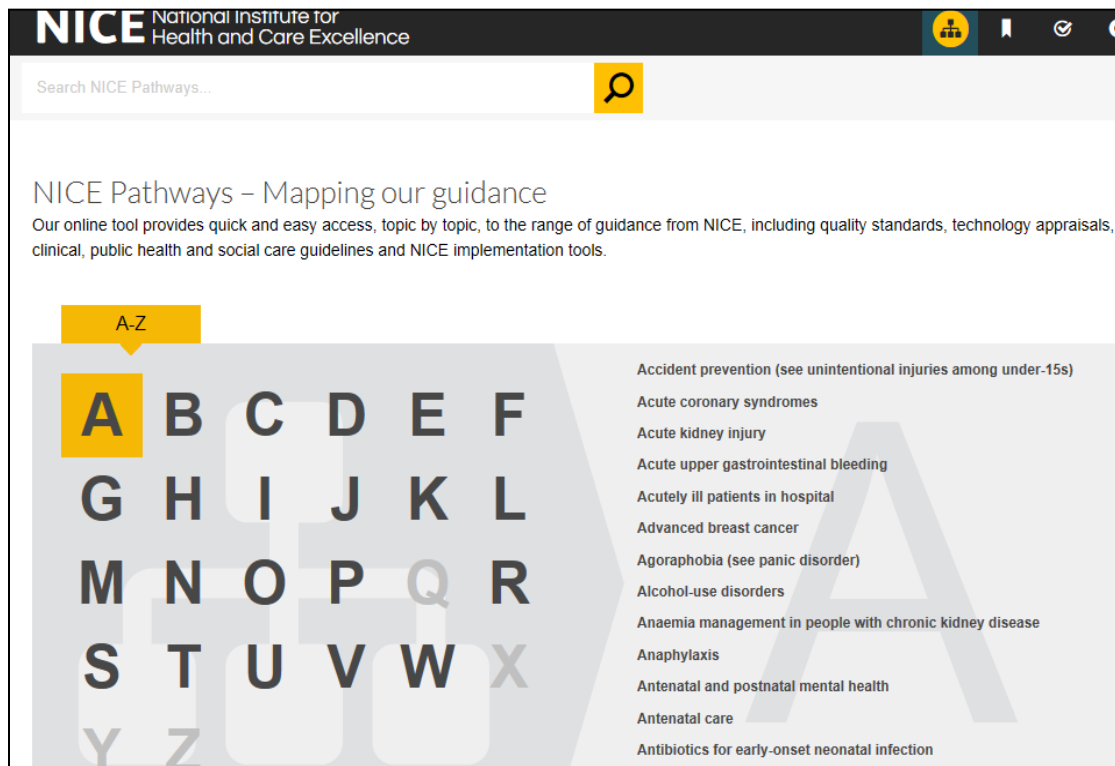 NICE National Institute for
Health and Care Excellence
Search NICE Pathways...
NICE Pathways – Mapping our guidance
Our online tool provides quick and easy access, topic by topic, to the range of guidance from NICE, including quality standards, technology appraisals,
clinical, public health and social care guidelines and NICE implementation tools.
A-Z
A B C D E F
G H I J K L
M N O P Q R
S T U V W X
Y Z
Accident prevention (see unintentional injuries among under-15s)
Acute coronary syndromes
Acute kidney injury
Acute upper gastrointestinal bleeding
Acutely ill patients in hospital
Advanced breast cancer
Agoraphobia (see panic disorder)
Alcohol-use disorders
Anaemia management in people with chronic kidney disease
Anaphylaxis
Antenatal and postnatal mental health
Antenatal care
Antibiotics for early-onset neonatal infection
A